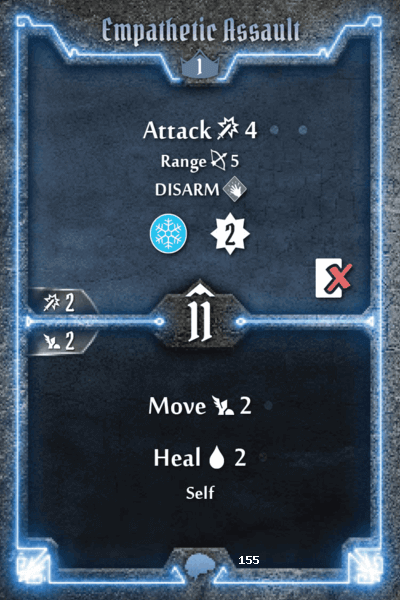 Empathetic Assault
1
Attack 4
Range 5
DISARM
2
2
11
2
Move 2
Heal 2
Self
155